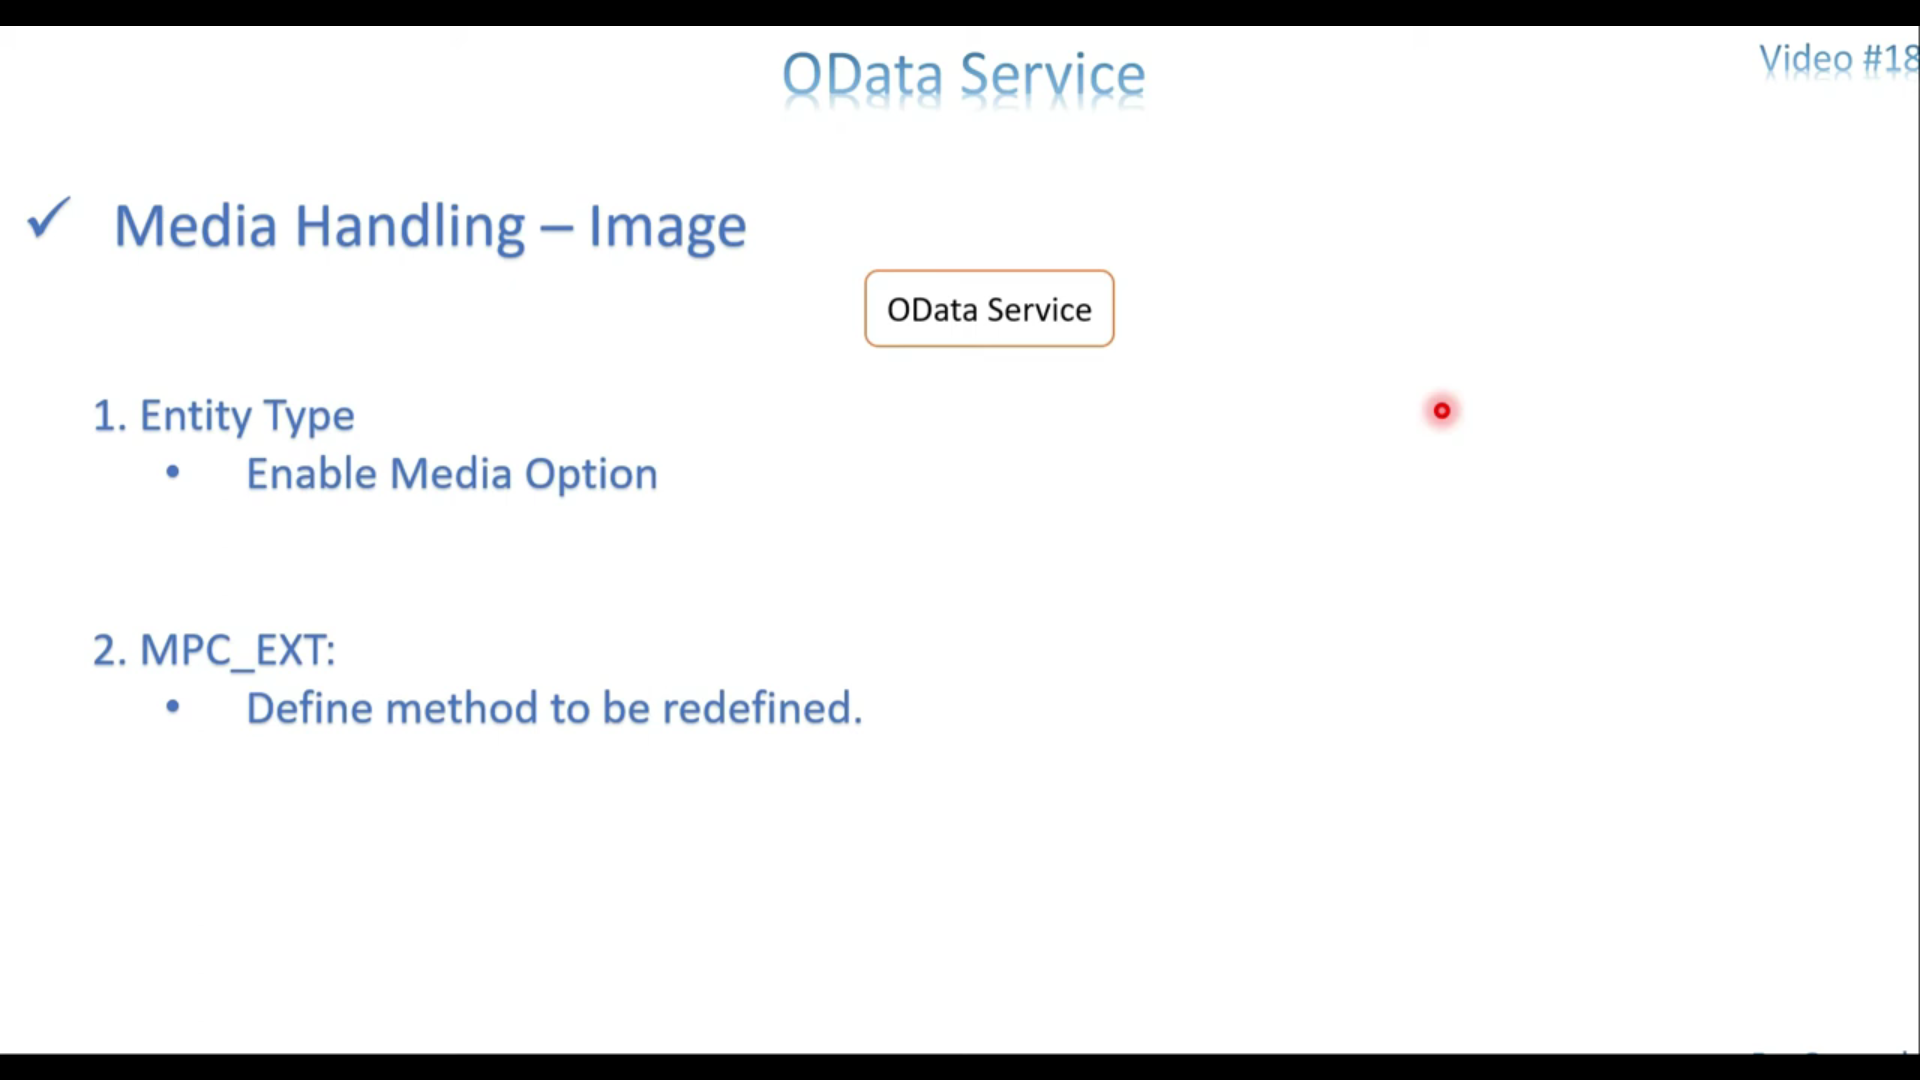 OData Service
Video #18
✓ Media Handling – Image
OData Service
1. Entity Type
• Enable Media Option
2. MPC_EXT:
• Define method to be redefined.